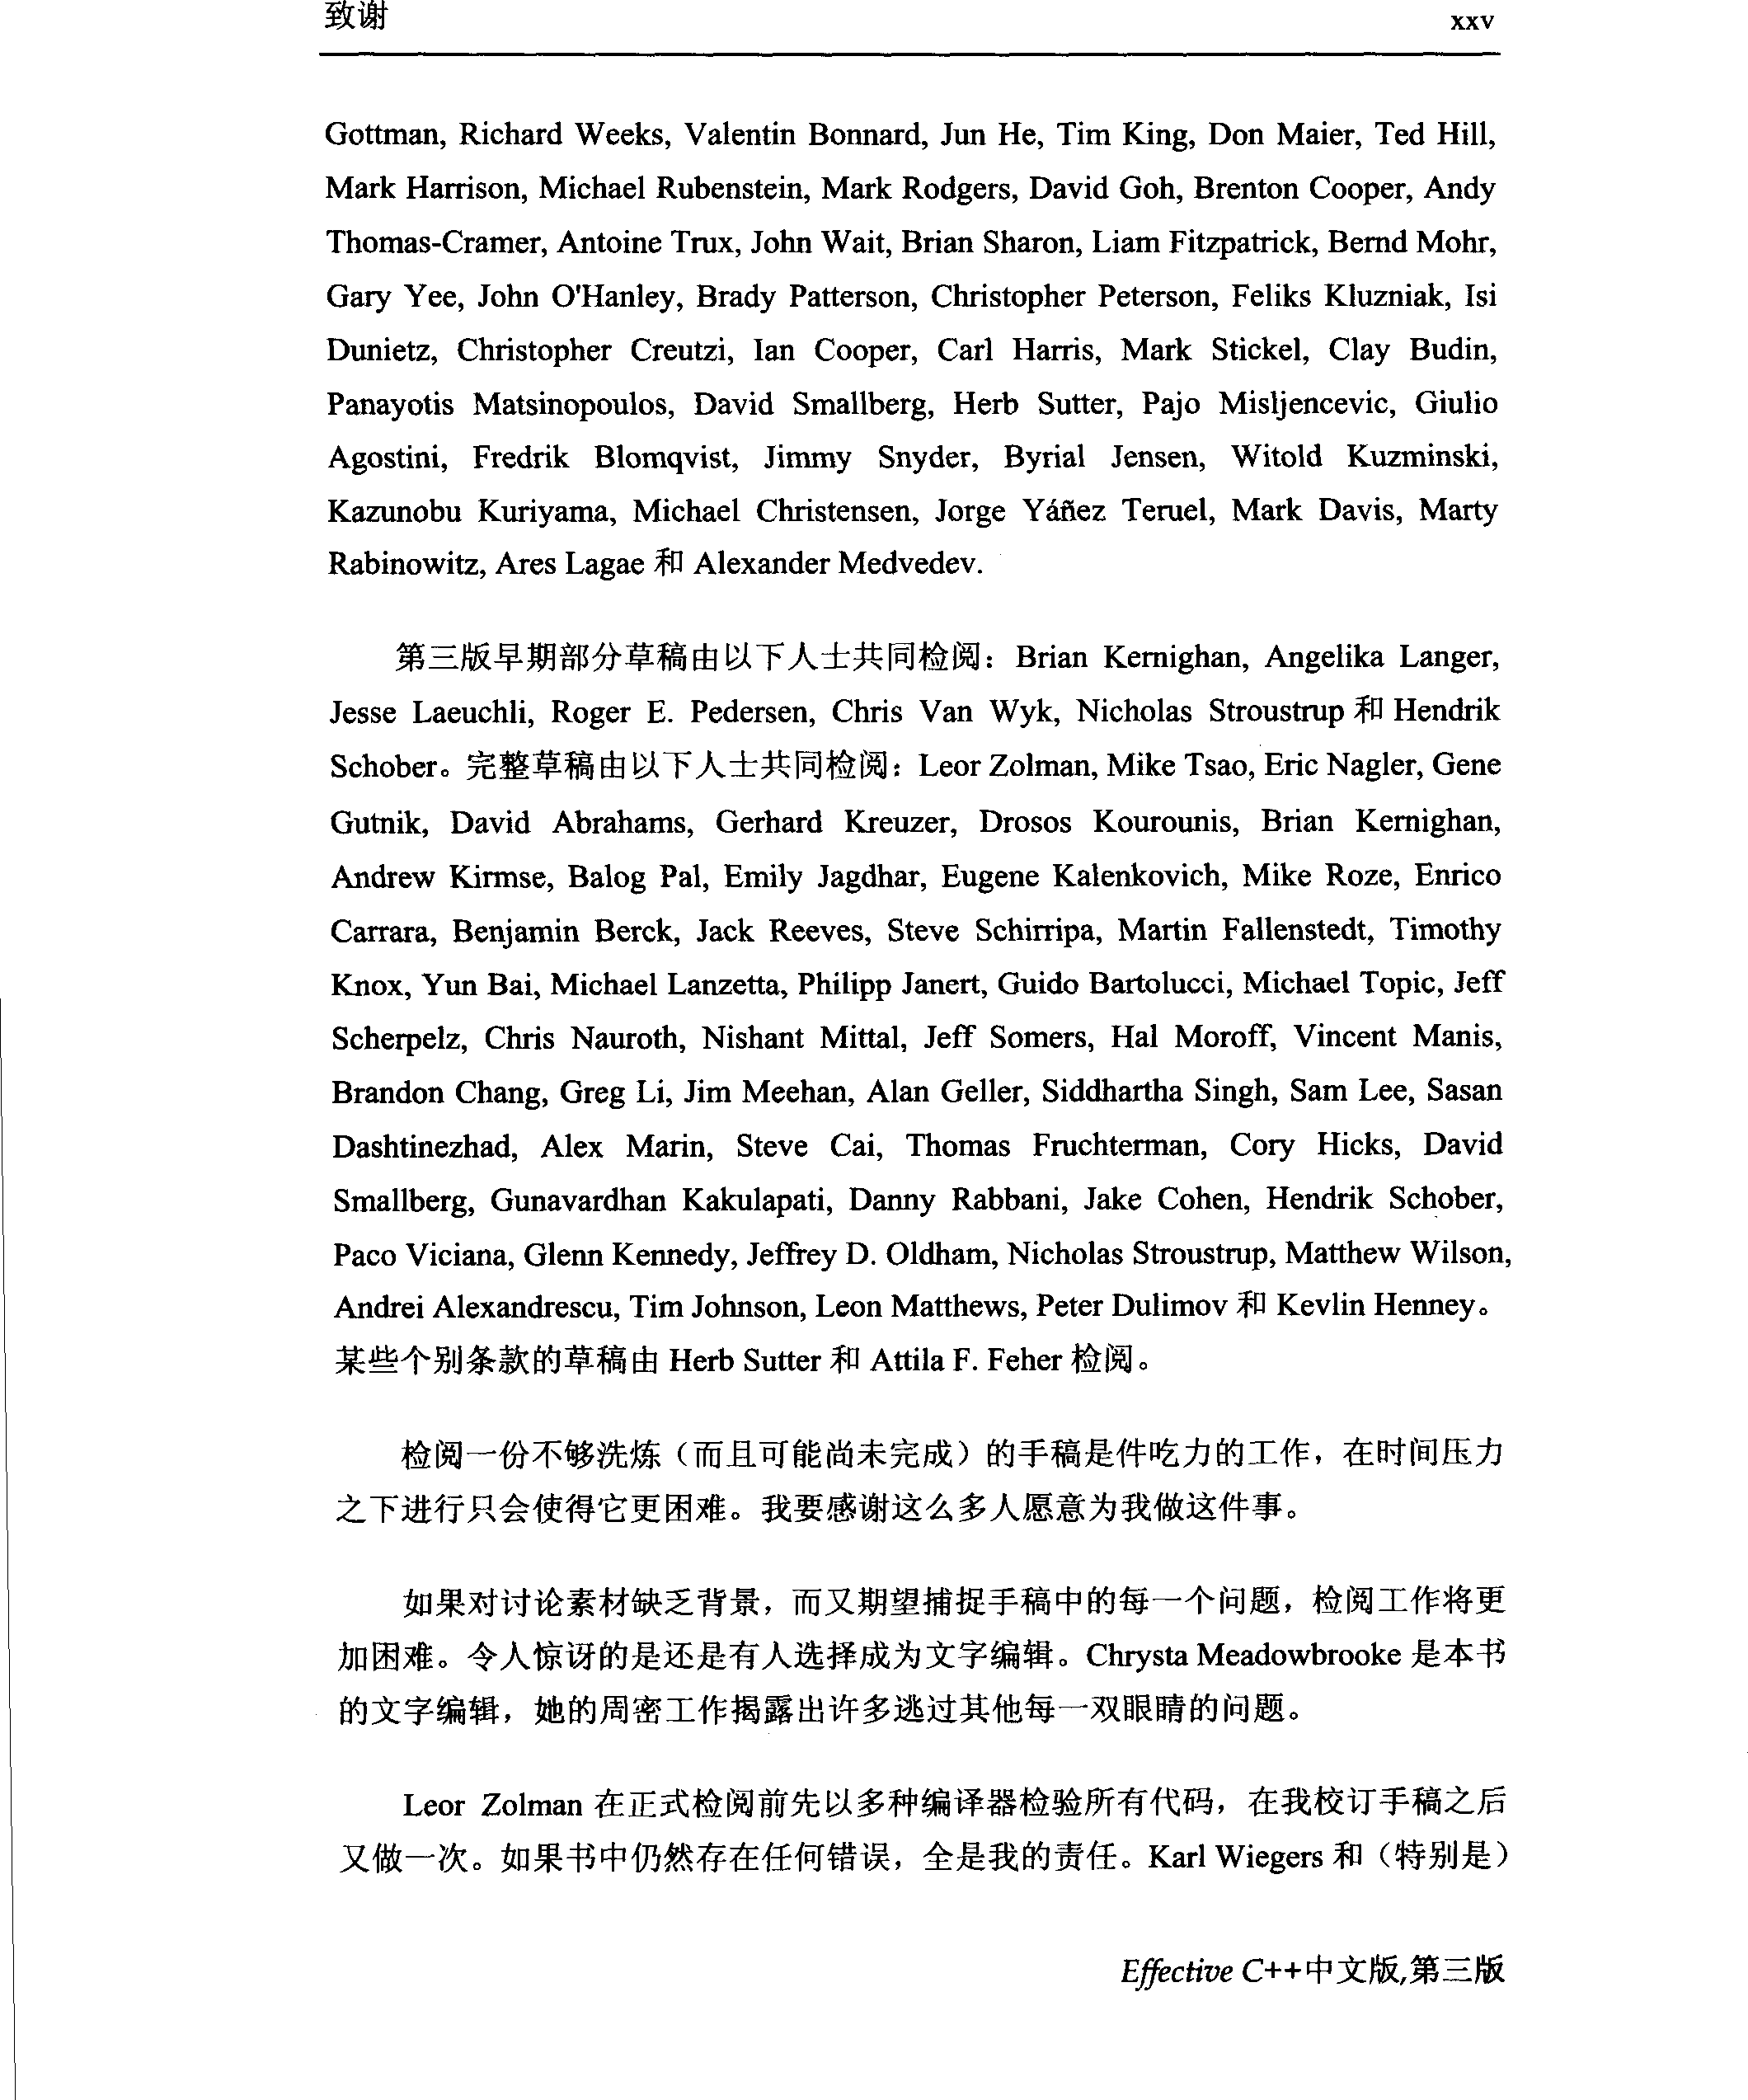 致谢 xxv
Gottman, Richard Weeks, Valentin Bonnard, Jun He, Tim King, Don Maier, Ted Hill,
Mark Harrison, Michael Rubenstein, Mark Rodgers, David Goh, Brenton Cooper, Andy
Thomas-Cramer, Antoine Trux, John Wait, Brian Sharon, Liam Fitzpatrick, Bernd Mohr,
Gary Yee, John O'Hanley, Brady Patterson, Christopher Peterson, Feliks Kluzniak, Isi
Dunietz, Christopher Creutzi, Ian Cooper, Carl Harris, Mark Stickel, Clay Budin,
Panayotis Matsinopoulos, David Smallberg, Herb Sutter, Pajo Misljencevic, Giulio
Agostini, Fredrik Blomqvist, Jimmy Snyder, Byrial Jensen, Witold Kuzminski,
Kazunobu Kuriyama, Michael Christensen, Jorge Yáñez Teruel, Mark Davis, Marty
Rabinowitz, Ares Lagae 和 Alexander Medvedev.
第三版早期部分草稿由以下人士共同检阅：Brian Kernighan, Angelika Langer,
Jesse Laeuchli, Roger E. Pedersen, Chris Van Wyk, Nicholas Stroustrup 和 Hendrik
Schober。完整草稿由以下人士共同检阅：Leor Zolman, Mike Tsao, Eric Nagler, Gene
Gutnik, David Abrahams, Gerhard Kreuzer, Drosos Kourounis, Brian Kernighan,
Andrew Kirmse, Balog Pal, Emily Jagdhar, Eugene Kalenkovich, Mike Roze, Enrico
Carrara, Benjamin Berck, Jack Reeves, Steve Schirripa, Martin Fallenstedt, Timothy
Knox, Yun Bai, Michael Lanzetta, Philipp Janert, Guido Bartolucci, Michael Topic, Jeff
Scherpelz, Chris Nauroth, Nishant Mittal, Jeff Somers, Hal Moroff, Vincent Manis,
Brandon Chang, Greg Li, Jim Meehan, Alan Geller, Siddhartha Singh, Sam Lee, Sasan
Dashtinezhad, Alex Marin, Steve Cai, Thomas Fruchterman, Cory Hicks, David
Smallberg, Gunavardhan Kakulapati, Danny Rabbani, Jake Cohen, Hendrik Schober,
Paco Viciana, Glenn Kennedy, Jeffrey D. Oldham, Nicholas Stroustrup, Matthew Wilson,
Andrei Alexandrescu, Tim Johnson, Leon Matthews, Peter Dulimov 和 Kevlin Henney。
某些个别条款的草稿由 Herb Sutter 和 Attila F. Feher 检阅。
检阅一份不够洗炼（而且可能尚未完成）的手稿是件吃力的工作，在时间压力
之下进行只会使得它更困难。我要感谢这么多人愿意为我做这件事。
如果对讨论素材缺乏背景，而又期望捕捉手稿中的每一个问题，检阅工作将更
加困难。令人惊讶的是还是有人选择成为文字编辑。Chrysta Meadowbrooke 是本书
的文字编辑，她的周密工作揭露出许多逃过其他每一双眼睛的问题。
Leor Zolman 在正式检阅前先以多种编译器检验所有代码，在我校订手稿之后
又做一次。如果书中仍然存在任何错误，全是我的责任。Karl Wiegers 和（特别是）
Effective C++中文版,第三版